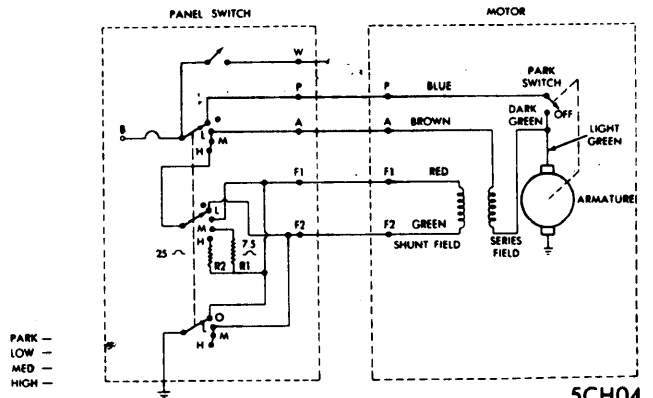 PANEL SWITCH
MOTOR
W
P
P
BLUE
PARK
SWITCH
OFF
DARK
GREEN
LIGHT
GREEN
B
L
M
H
A
A
BROWN
F1
F1
RED
ARMATURE
L
M
H
F2
F2
GREEN
SHUNT FIELD
SERIES
FIELD
25
7.5
R2
R1
O
L
M
H
PARK —
LOW —
MED —
HIGH —
5CH04